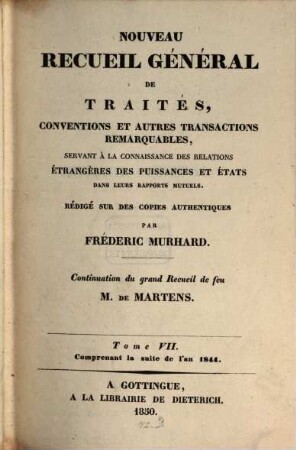 NOUVEAU
RECUEIL GÉNÉRAL
DE
TRAITÉS,
CONVENTIONS ET AUTRES TRANSACTIONS
REMARQUABLES,
SERVANT À LA CONNAISSANCE DES RELATIONS
ÉTRANGÈRES DES PUISSANCES ET ÉTATS
DANS LEURS RAPPORTS MUTUELS.
RÉDIGÉ SUR DES COPIES AUTHENTIQUES
PAR
FRÉDERIC MURHARD.
Continuation du grand Recueil de feu
M. DE MARTENS.
Tome VII.
Comprenant la suite de l'an 1844.
A GOTTINGUE,
A LA LIBRAIRIE DE DIETERICH.
1850.